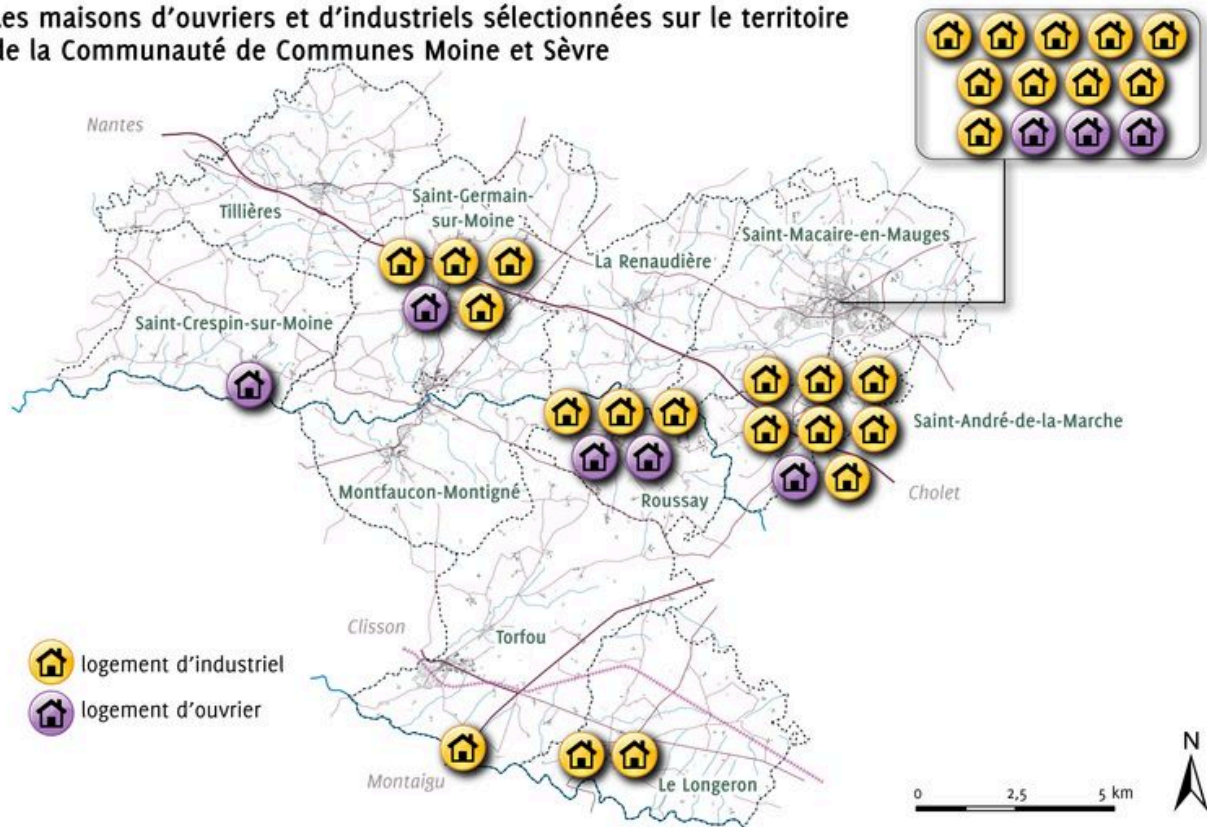 les maisons d'ouvriers et d'industriels sélectionnées sur le territoire
de la Communauté de Communes Moine et Sèvre
Nantes
Tillières
Saint-Germain-
sur-Moine
La Renaudière
Saint-Macaire-en-Mauges
Saint-Crespin-sur-Moine
Saint-André-de-la-Marche
Montfaucon-Montigné
Roussay
Cholet
Clisson
Torfou
logement d'industriel
logement d'ouvrier
Montaigu
Le Longeron
0 2,5 5 km
N